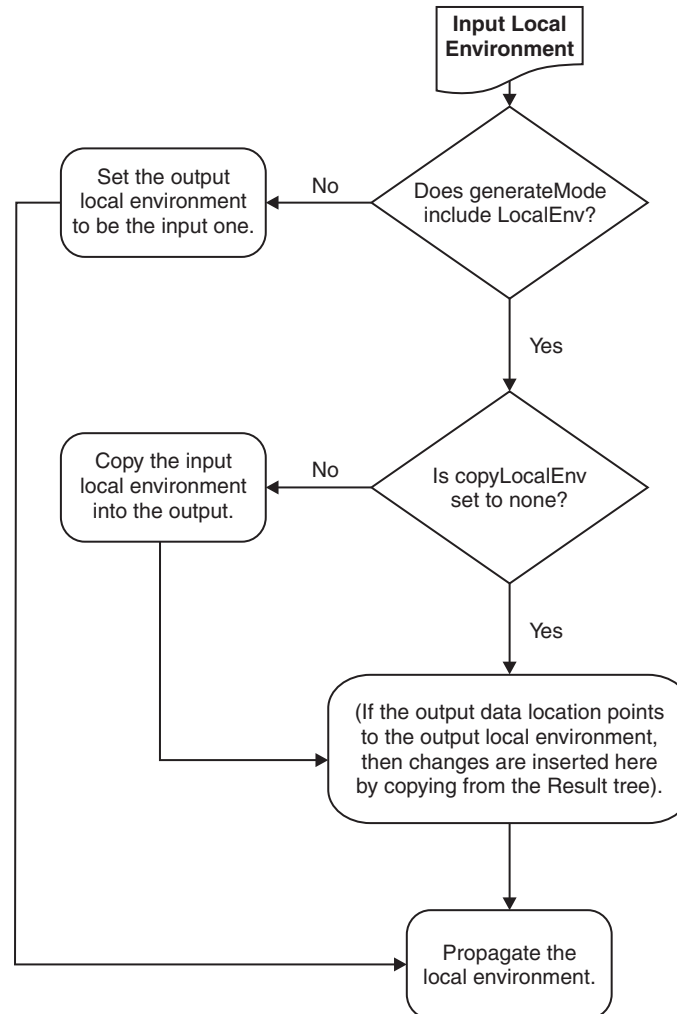 Input Local
Environment
Does generateMode
include LocalEnv?
No
Set the output
local environment
to be the input one.
Yes
Is copyLocalEnv
set to none?
No
Copy the input
local environment
into the output.
Yes
(If the output data location points
to the output local environment,
then changes are inserted here
by copying from the Result tree).
Propagate the
local environment.